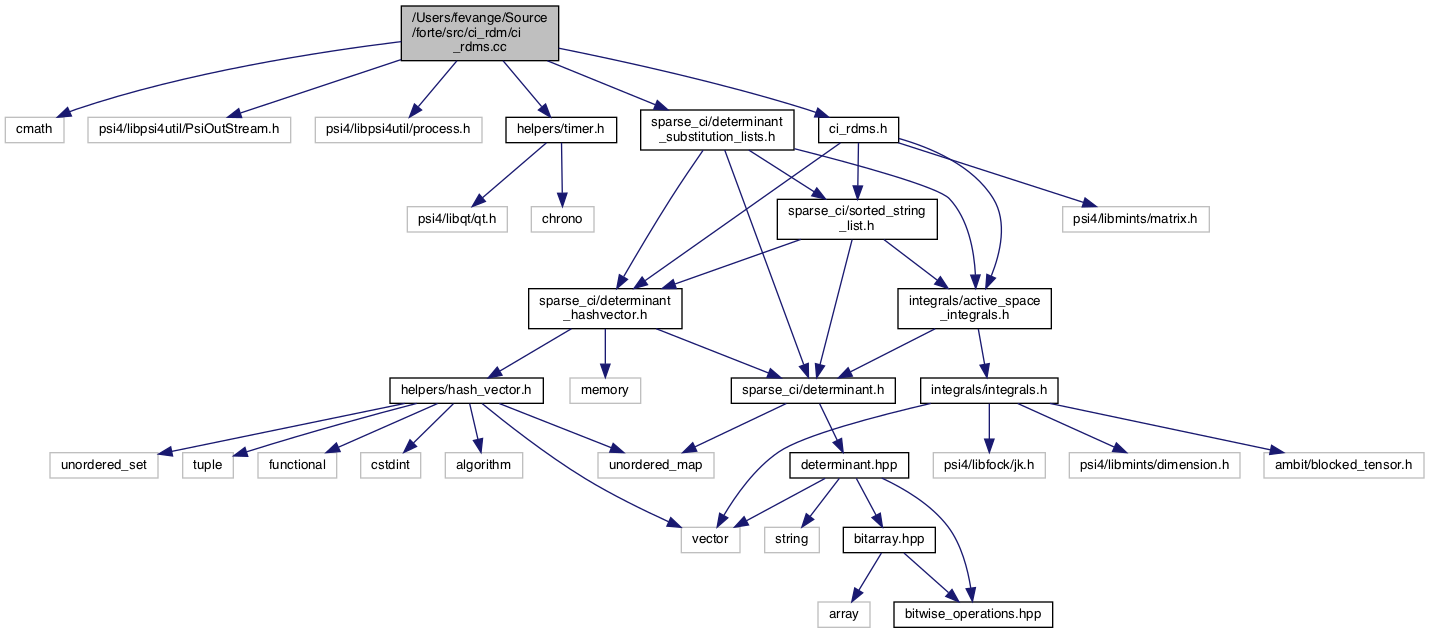 /Users/fevange/Source
/forte/src/ci_rdm/ci
_rdms.cc
cmath
psi4/libpsi4util/PsiOutStream.h
psi4/libpsi4util/process.h
helpers/timer.h
sparse_ci/determinant
_substitution_lists.h
ci_rdms.h
psi4/libqt/qt.h
chrono
sparse_ci/sorted_string
_list.h
psi4/libmints/matrix.h
sparse_ci/determinant
_hashvector.h
integrals/active_space
_integrals.h
helpers/hash_vector.h
memory
sparse_ci/determinant.h
integrals/integrals.h
unordered_set
tuple
functional
cstdint
algorithm
unordered_map
determinant.hpp
psi4/libfock/jk.h
psi4/libmints/dimension.h
ambit/blocked_tensor.h
vector
string
bitarray.hpp
array
bitwise_operations.hpp